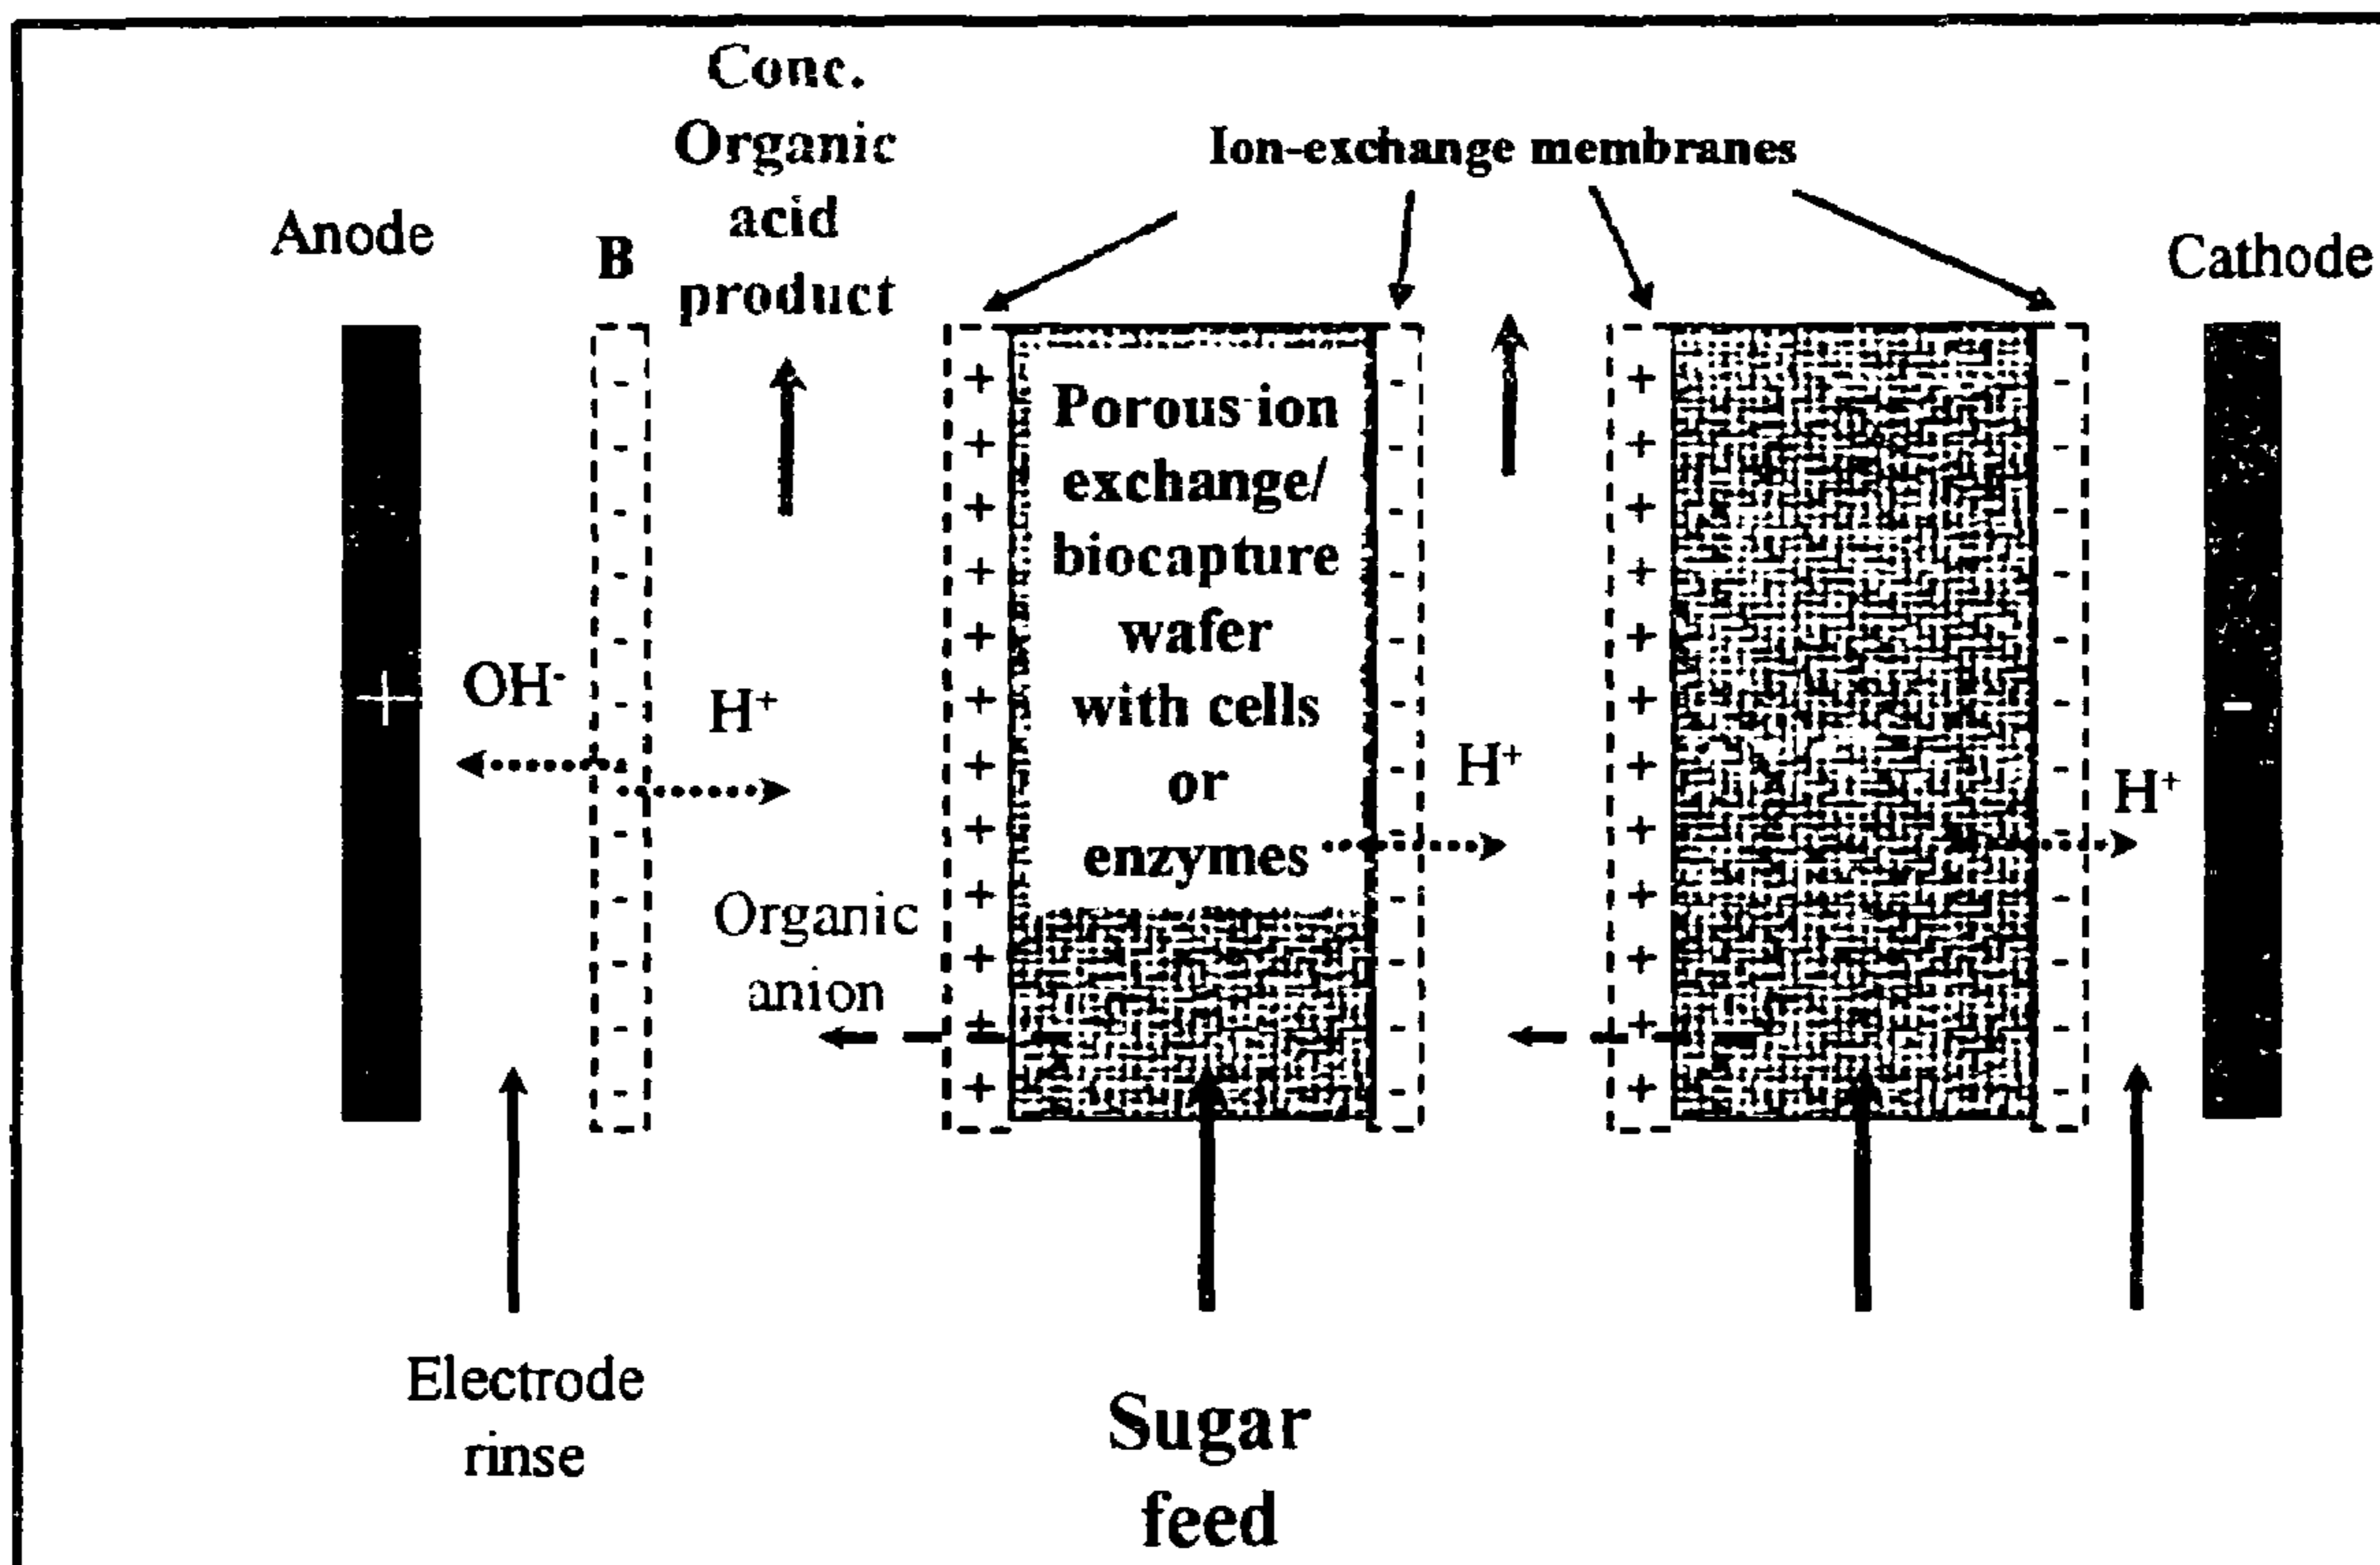 Conc.
Organic
acid
product
Ion-exchange membranes
Anode
B
Cathode
Porous ion
exchange/
biocapture
wafer
with cells
or
enzymes
+
OH-
H+
H+
-
H+
Organic
anion
Electrode
rinse
Sugar
feed